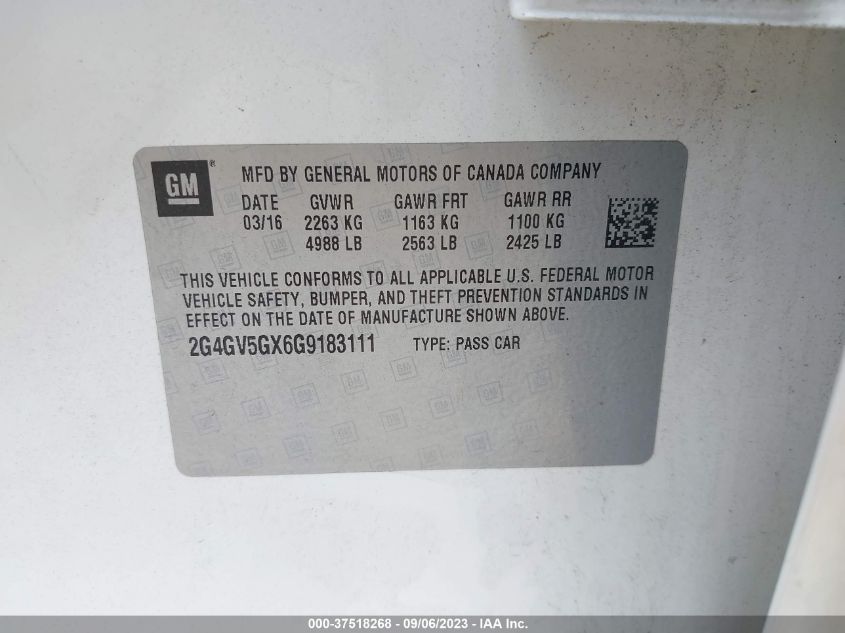 GM®
MFD BY GENERAL MOTORS OF CANADA COMPANY
DATE GVWR GAWR FRT GAWR RR
03/16 2263 KG 1163 KG 1100 KG
4988 LB 2563 LB 2425 LB
THIS VEHICLE CONFORMS TO ALL APPLICABLE U.S. FEDERAL MOTOR
VEHICLE SAFETY, BUMPER, AND THEFT PREVENTION STANDARDS IN
EFFECT ON THE DATE OF MANUFACTURE SHOWN ABOVE.
2G4GV5GX6G9183111 TYPE: PASS CAR
000-37518268 - 09/06/2023 - IAA Inc.